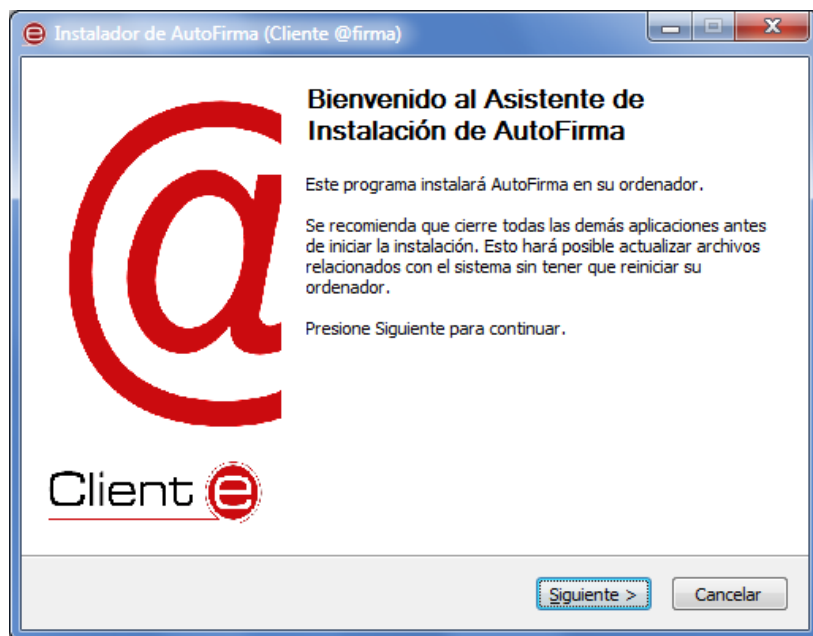 Instalador de AutoFirma (Cliente @firma)
Bienvenido al Asistente de
Instalación de AutoFirma
Este programa instalará AutoFirma en su ordenador.
Se recomienda que cierre todas las demás aplicaciones antes
de iniciar la instalación. Esto hará posible actualizar archivos
relacionados con el sistema sin tener que reiniciar su
ordenador.
Presione Siguiente para continuar.
@
Client e
Siguiente >
Cancelar